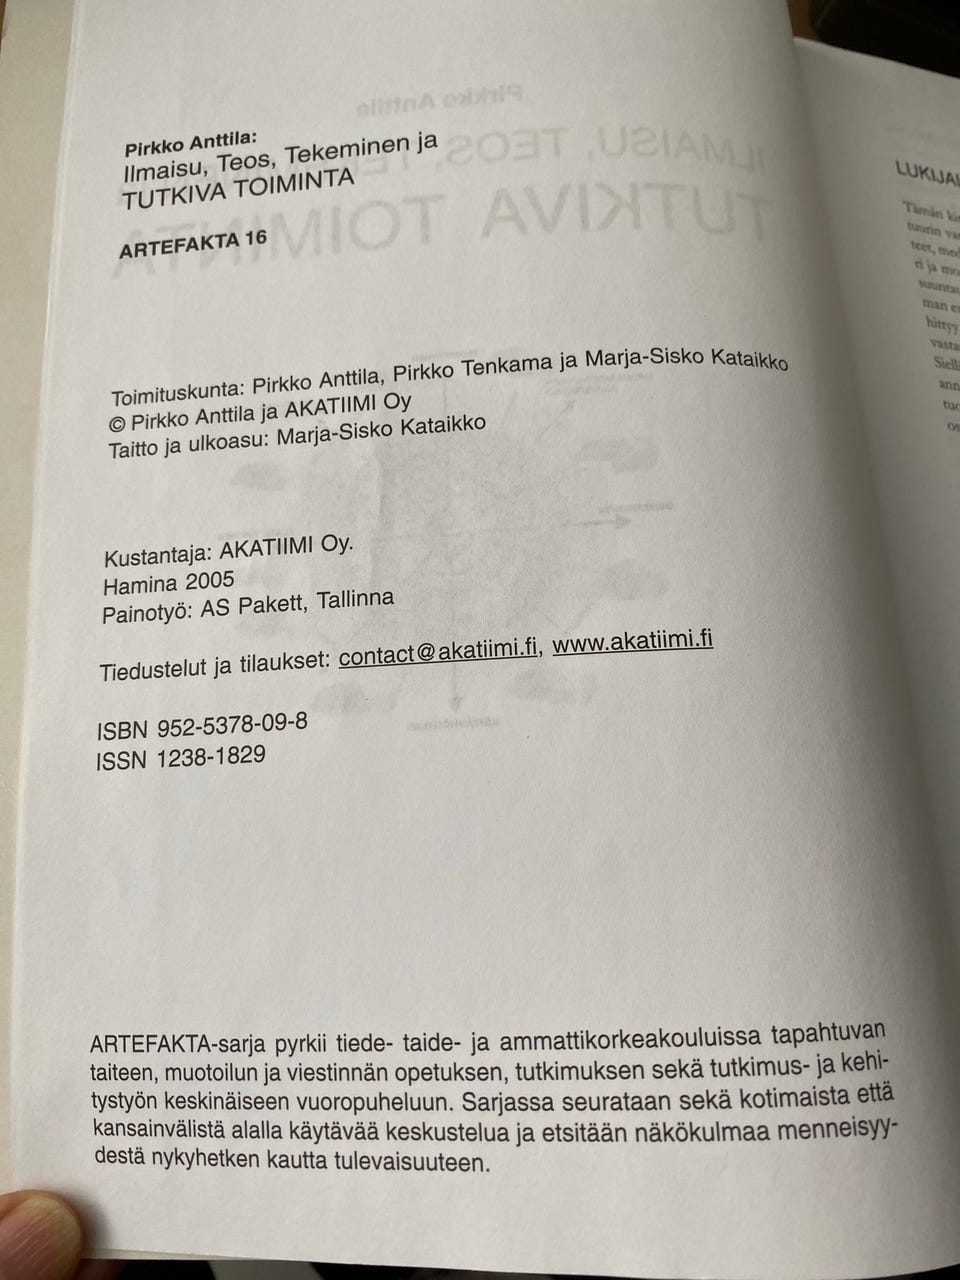 Pirkko Anttila:
Ilmaisu, Teos, Tekeminen ja
TUTKIVA TOIMINTA
ARTEFAKTA 16
Toimituskunta: Pirkko Anttila, Pirkko Tenkama ja Marja-Sisko Kataikko
© Pirkko Anttila ja AKATIIMI Oy
Taitto ja ulkoasu: Marja-Sisko Kataikko
Kustantaja: AKATIIMI Oy.
Hamina 2005
Painotyö: AS Pakett, Tallinna
Tiedustelut ja tilaukset: contact@akatiimi.fi, www.akatiimi.fi
ISBN 952-5378-09-8
ISSN 1238-1829
ARTEFAKTA-sarja pyrkii tiede- taide- ja ammattikorkeakouluissa tapahtuvan
taiteen, muotoilun ja viestinnän opetuksen, tutkimuksen sekä tutkimus- ja kehi-
tystyön keskinäiseen vuoropuheluun. Sarjassa seurataan sekä kotimaista että
kansainvälistä alalla käytävää keskustelua ja etsitään näkökulmaa menneisyy-
destä nykyhetken kautta tulevaisuuteen.